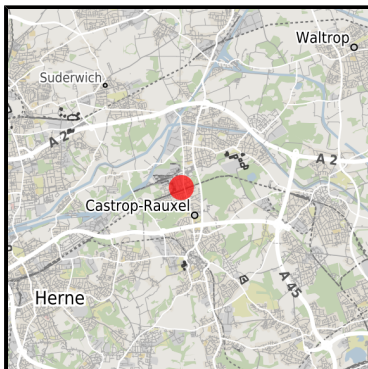 Waltrop
Suderwich
A 2
A 2
Castrop-Rauxel
A 45
Herne